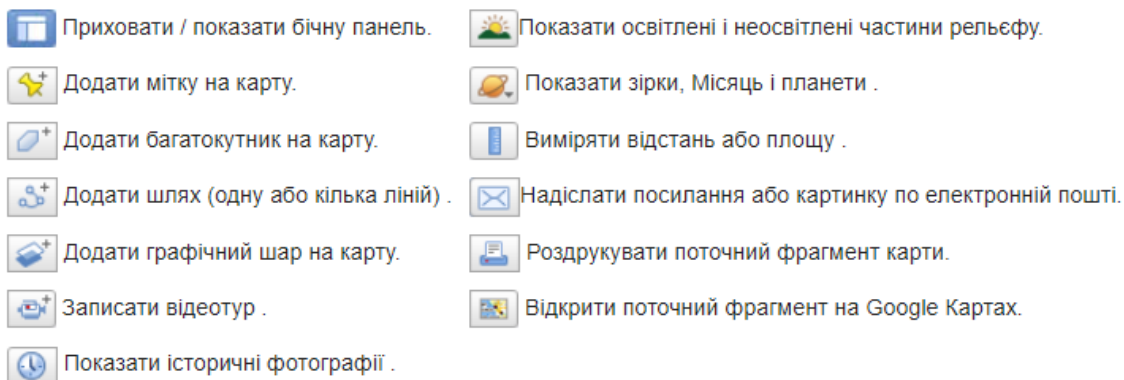 Приховати / показати бічну панель.
Додати мітку на карту.
Додати багатокутник на карту.
Додати шлях (одну або кілька ліній) .
Додати графічний шар на карту.
Записати відеотур .
Показати історичні фотографії .
Показати освітлені і неосвітлені частини рельєфу.
Показати зірки, Місяць і планети .
Виміряти відстань або площу .
Надіслати посилання або картинку по електронній пошті.
Роздрукувати поточний фрагмент карти.
Відкрити поточний фрагмент на Google Картах.